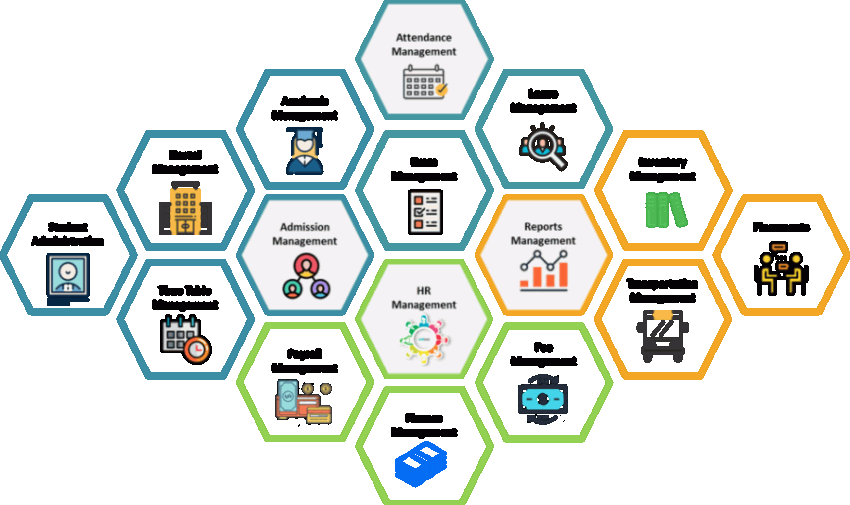 Attendance
Management
Academic
Management
Leave
Management
Hostel
Management
Exam
Management
Inventory
Management
Student
Administration
Admission
Management
Reports
Management
Placements
Time Table
Management
HR
Management
Transportation
Management
Payroll
Management
Fee
Management
Finance
Management